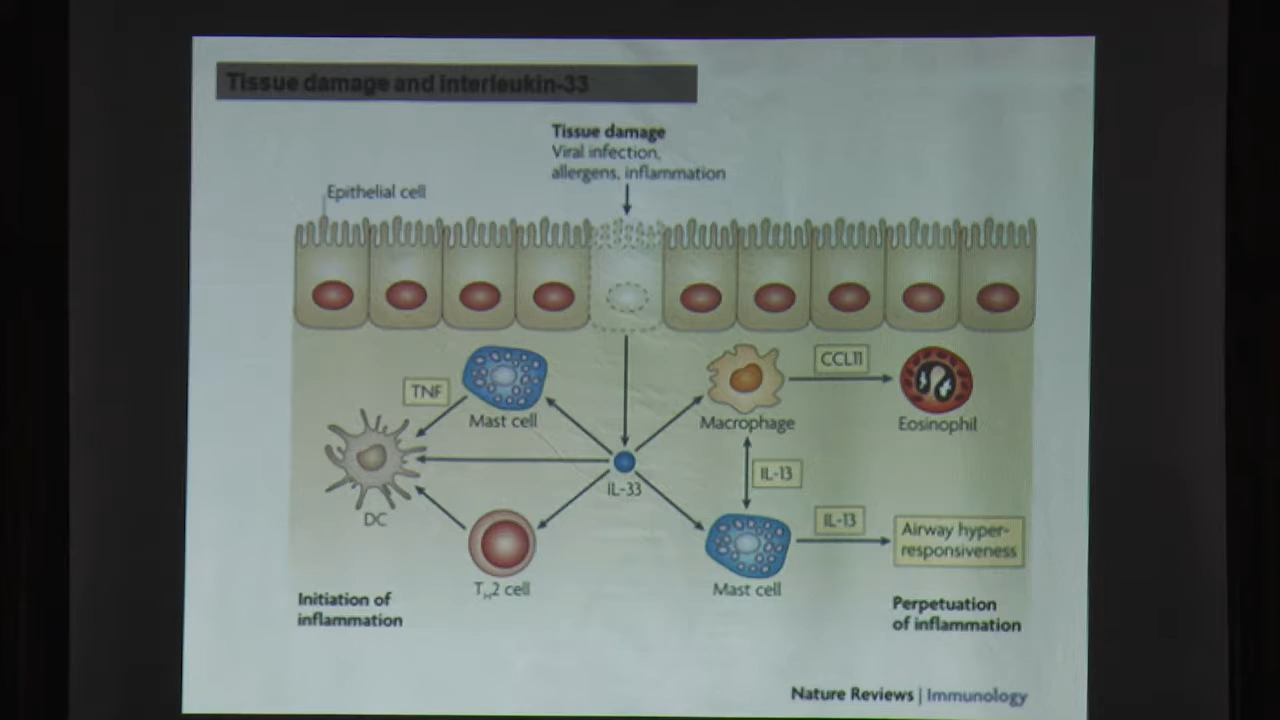 Tissue damage and Interleukin-33
Tissue damage
Viral infection,
allergens, inflammation
Epithelial cell
TNF
Mast cell
DC
IL-33
TH2 cell
Macrophage
CCL11
Eosinophil
IL-13
IL-13
Mast cell
Airway hyper-
responsiveness
Initiation of
inflammation
Perpetuation
of inflammation
Nature Reviews | Immunology